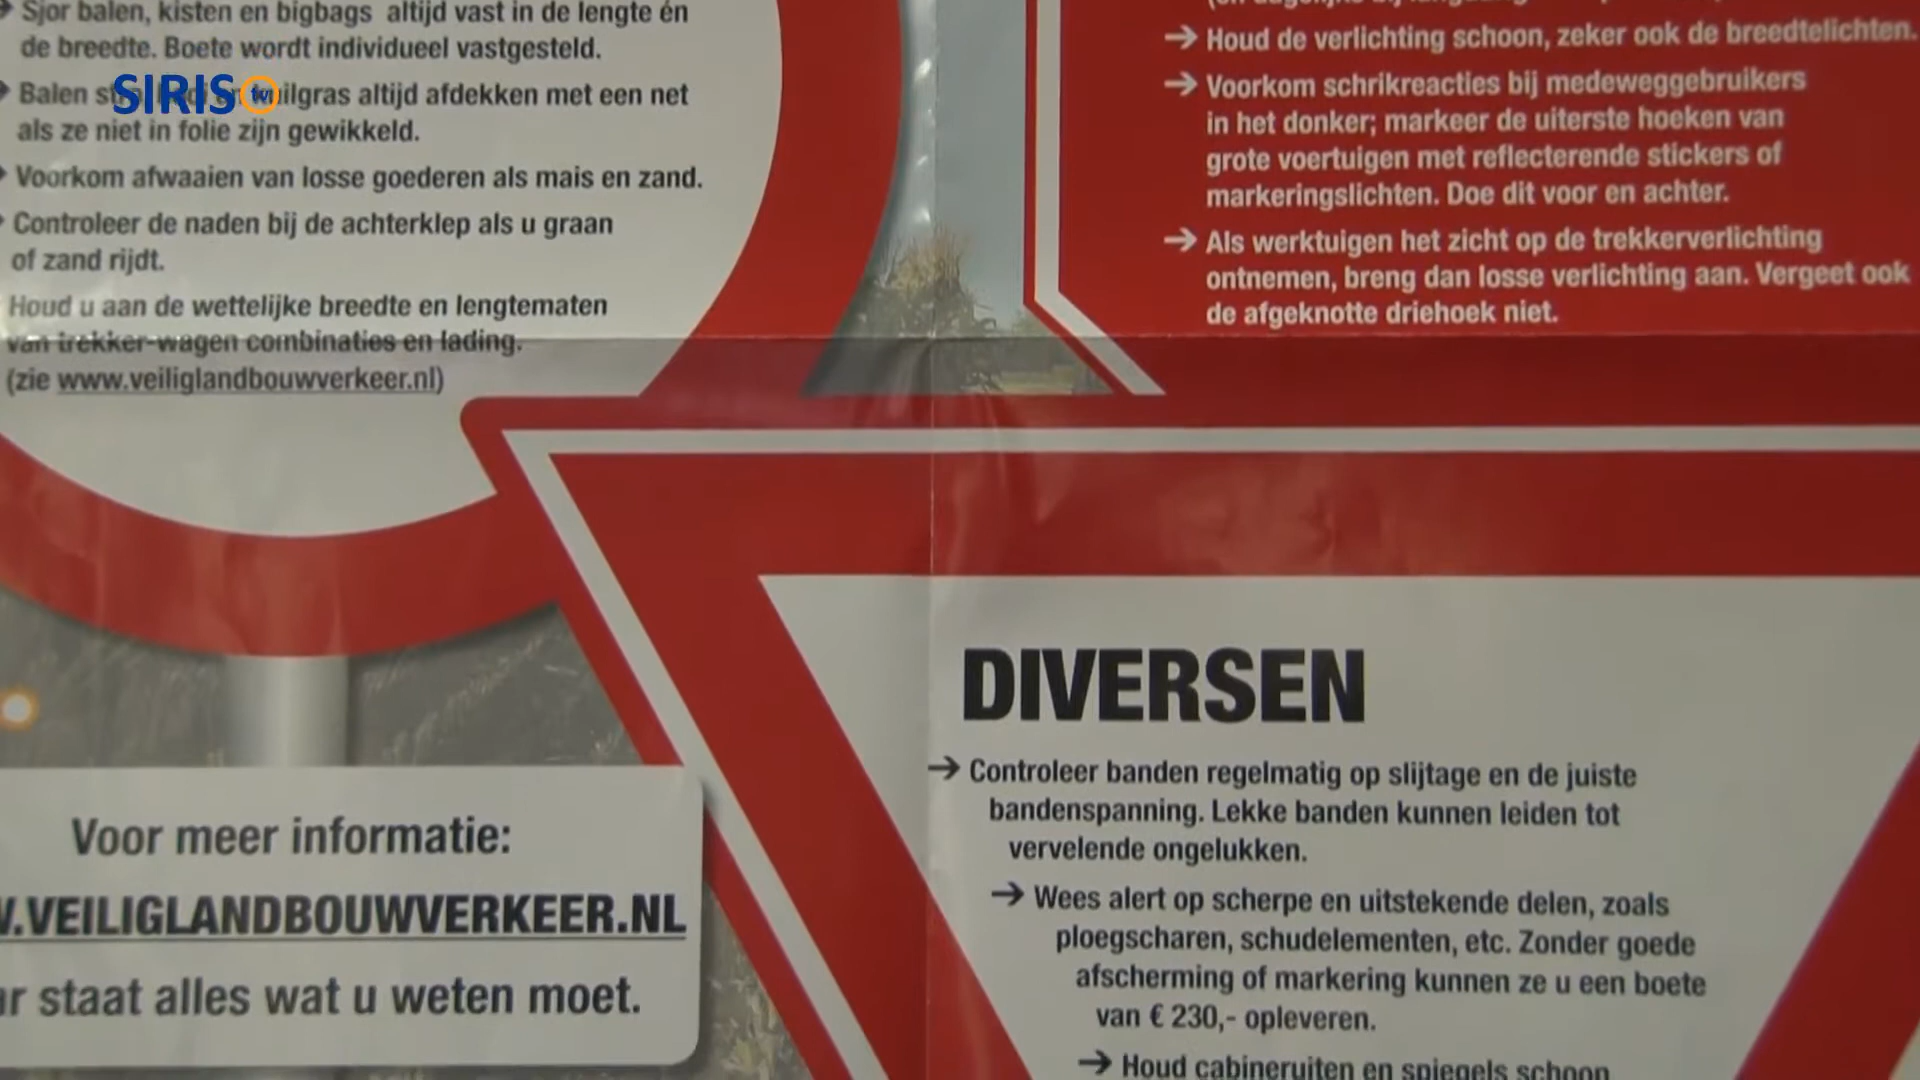 Sjor balen, kisten en bigbags altijd vast in de lengte én
de breedte. Boete wordt individueel vastgesteld.
Balen altijd afdekken met een net
als ze niet in folie zijn gewikkeld.
Voorkom afwaaien van losse goederen als mais en zand.
Controleer de naden bij de achterklep als u graan
of zand rijdt.
Houd u aan de wettelijke breedte en lengtematen
van trekker-wagen combinaties en lading.
(zie www.veiliglandbouwverkeer.nl)
SIRIS tv
→ Houd de verlichting schoon, zeker ook de breedtelichten.
→ Voorkom schrikreacties bij medeweggebruikers
in het donker; markeer de uiterste hoeken van
grote voertuigen met reflecterende stickers of
markeringslichten. Doe dit voor en achter.
→ Als werktuigen het zicht op de trekkerverlichting
ontnemen, breng dan losse verlichting aan. Vergeet ook
de afgeknotte driehoek niet.
Voor meer informatie:
.VEILIGLANDBOUWVERKEER.NL
staat alles wat u weten moet.
DIVERSEN
→ Controleer banden regelmatig op slijtage en de juiste
bandenspanning. Lekke banden kunnen leiden tot
vervelende ongelukken.
→ Wees alert op scherpe en uitstekende delen, zoals
ploegscharen, schudelementen, etc. Zonder goede
afscherming of markering kunnen ze u een boete
van € 230,- opleveren.
→ Houd cabineruiten en spiegels schoon